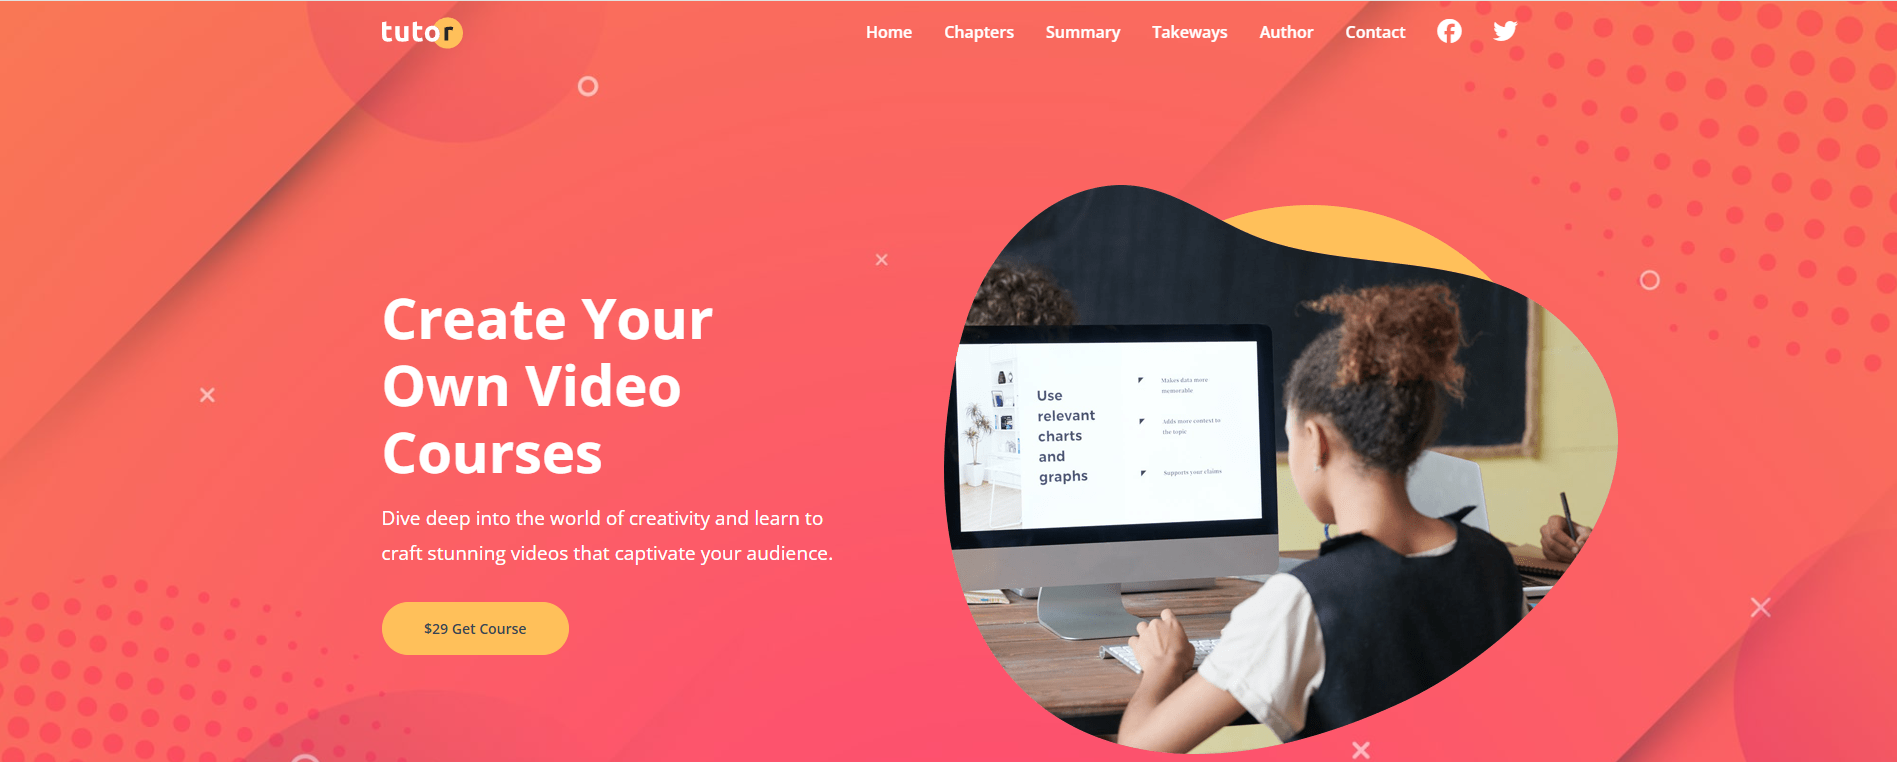 tutor
Home Chapters Summary Takeways Author Contact
Create Your
Own Video
Courses
Dive deep into the world of creativity and learn to
craft stunning videos that captivate your audience.
$29 Get Course
Use
relevant
charts
and
graphs
Makes data more
memorable
Adds more context to
the topic
Supports your claims